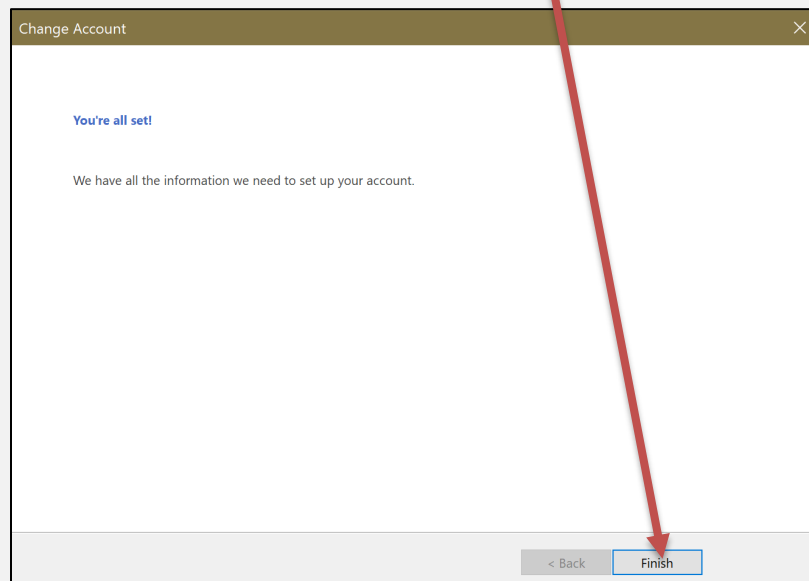 Change Account
You're all set!
We have all the information we need to set up your account.
< Back
Finish